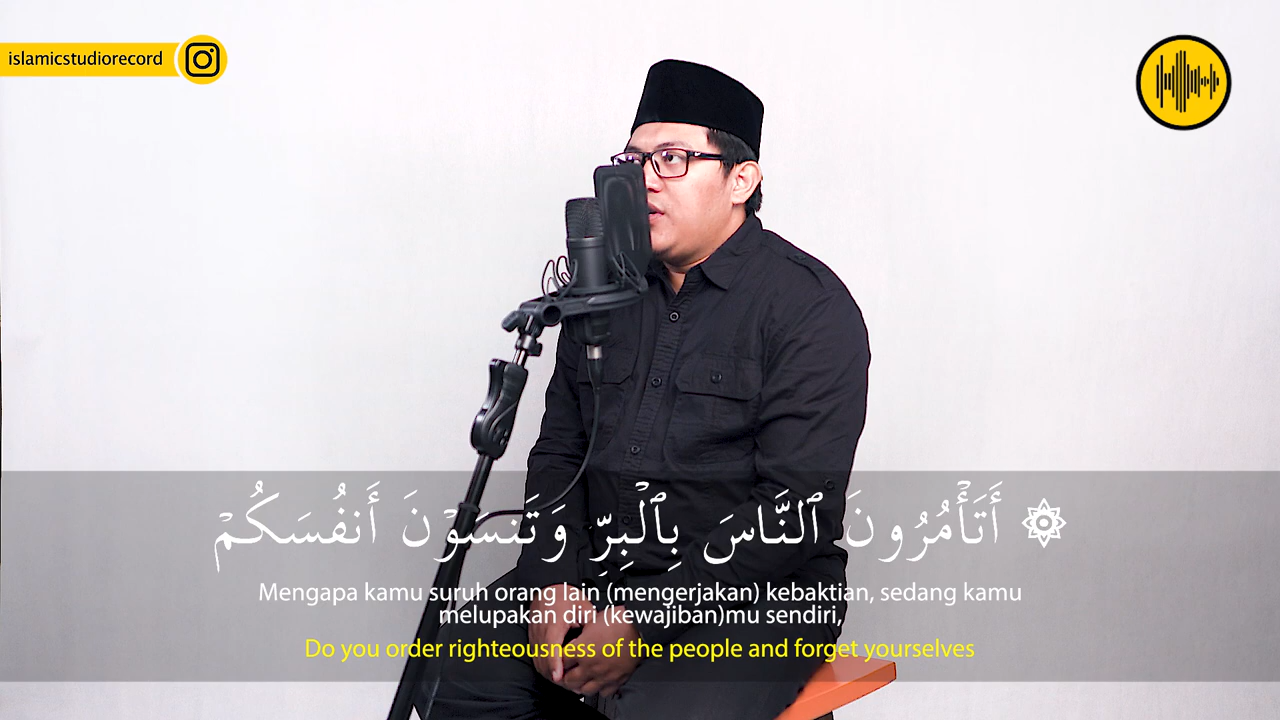 islamicstudiorecord
۞ أَتَأۡمُرُونَ ٱلنَّاسَ بِٱلۡبِرِّ وَتَنسَوۡنَ أَنفُسَكُمۡ
Mengapa kamu suruh orang lain (mengerjakan) kebaktian, sedang kamu
melupakan diri (kewajiban)mu sendiri,
Do you order righteousness of the people and forget yourselves